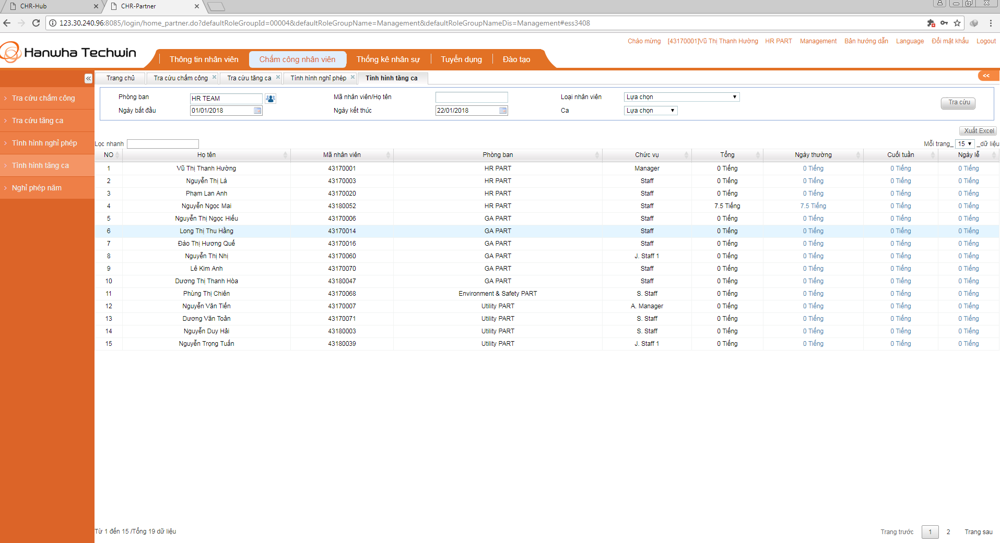 CHR-Hub CHR-Partner
123.30.240.96:8085/login/home_partner.do?defaultRoleGroupId=00004&defaultRoleGroupName=Management&defaultRoleGroupNameDis=Management#ess3408
Chào mừng [43170001]Vũ Thị Thanh Hường HR PART Management Bản hướng dẫn Language Đổi mật khẩu Logout
Hanwha Techwin
Thông tin nhân viên Chấm công nhân viên Thống kê nhân sự Tuyển dụng Đào tạo
Trang chủ Tra cứu chấm công Tra cứu tăng ca Tình hình nghỉ phép Tình hình tăng ca
<<
Tra cứu chấm công
Tra cứu tăng ca
Tình hình nghỉ phép
Tình hình tăng ca
Nghỉ phép năm
Phòng ban HR TEAM Mã nhân viên/Họ tên Loại nhân viên Lựa chọn
Ngày bắt đầu 01/01/2018 Ngày kết thúc 22/01/2018 Ca Lựa chọn
Tra cứu
Xuất Excel
Lọc nhanh Mỗi trang_ 15 _dữ liệu
NO Họ tên Mã nhân viên Phòng ban Chức vụ Tổng Ngày thường Cuối tuần Ngày lễ
1 Vũ Thị Thanh Hường 43170001 HR PART Manager 0 Tiếng 0 Tiếng 0 Tiếng 0 Tiếng
2 Nguyễn Thị Lả 43170003 HR PART Staff 0 Tiếng 0 Tiếng 0 Tiếng 0 Tiếng
3 Phạm Lan Anh 43170020 HR PART Staff 0 Tiếng 0 Tiếng 0 Tiếng 0 Tiếng
4 Nguyễn Ngọc Mai 43180052 HR PART Staff 7.5 Tiếng 7.5 Tiếng 0 Tiếng 0 Tiếng
5 Nguyễn Thị Ngọc Hiếu 43170006 GA PART Staff 0 Tiếng 0 Tiếng 0 Tiếng 0 Tiếng
6 Long Thị Thu Hằng 43170014 GA PART Staff 0 Tiếng 0 Tiếng 0 Tiếng 0 Tiếng
7 Đào Thị Hương Quế 43170016 GA PART Staff 0 Tiếng 0 Tiếng 0 Tiếng 0 Tiếng
8 Nguyễn Thị Nhị 43170060 GA PART J. Staff 1 0 Tiếng 0 Tiếng 0 Tiếng 0 Tiếng
9 Lê Kim Anh 43170070 GA PART Staff 0 Tiếng 0 Tiếng 0 Tiếng 0 Tiếng
10 Dương Thị Thanh Hòa 43180047 GA PART Staff 0 Tiếng 0 Tiếng 0 Tiếng 0 Tiếng
11 Phùng Thị Chiên 43170068 Environment & Safety PART S. Staff 0 Tiếng 0 Tiếng 0 Tiếng 0 Tiếng
12 Nguyễn Văn Tiến 43170007 Utility PART A. Manager 0 Tiếng 0 Tiếng 0 Tiếng 0 Tiếng
13 Dương Văn Toản 43170071 Utility PART S. Staff 0 Tiếng 0 Tiếng 0 Tiếng 0 Tiếng
14 Nguyễn Duy Hải 43180003 Utility PART S. Staff 0 Tiếng 0 Tiếng 0 Tiếng 0 Tiếng
15 Nguyễn Trọng Tuấn 43180039 Utility PART J. Staff 1 0 Tiếng 0 Tiếng 0 Tiếng 0 Tiếng
Từ 1 đến 15 /Tổng 19 dữ liệu Trang trước 1 2 Trang sau